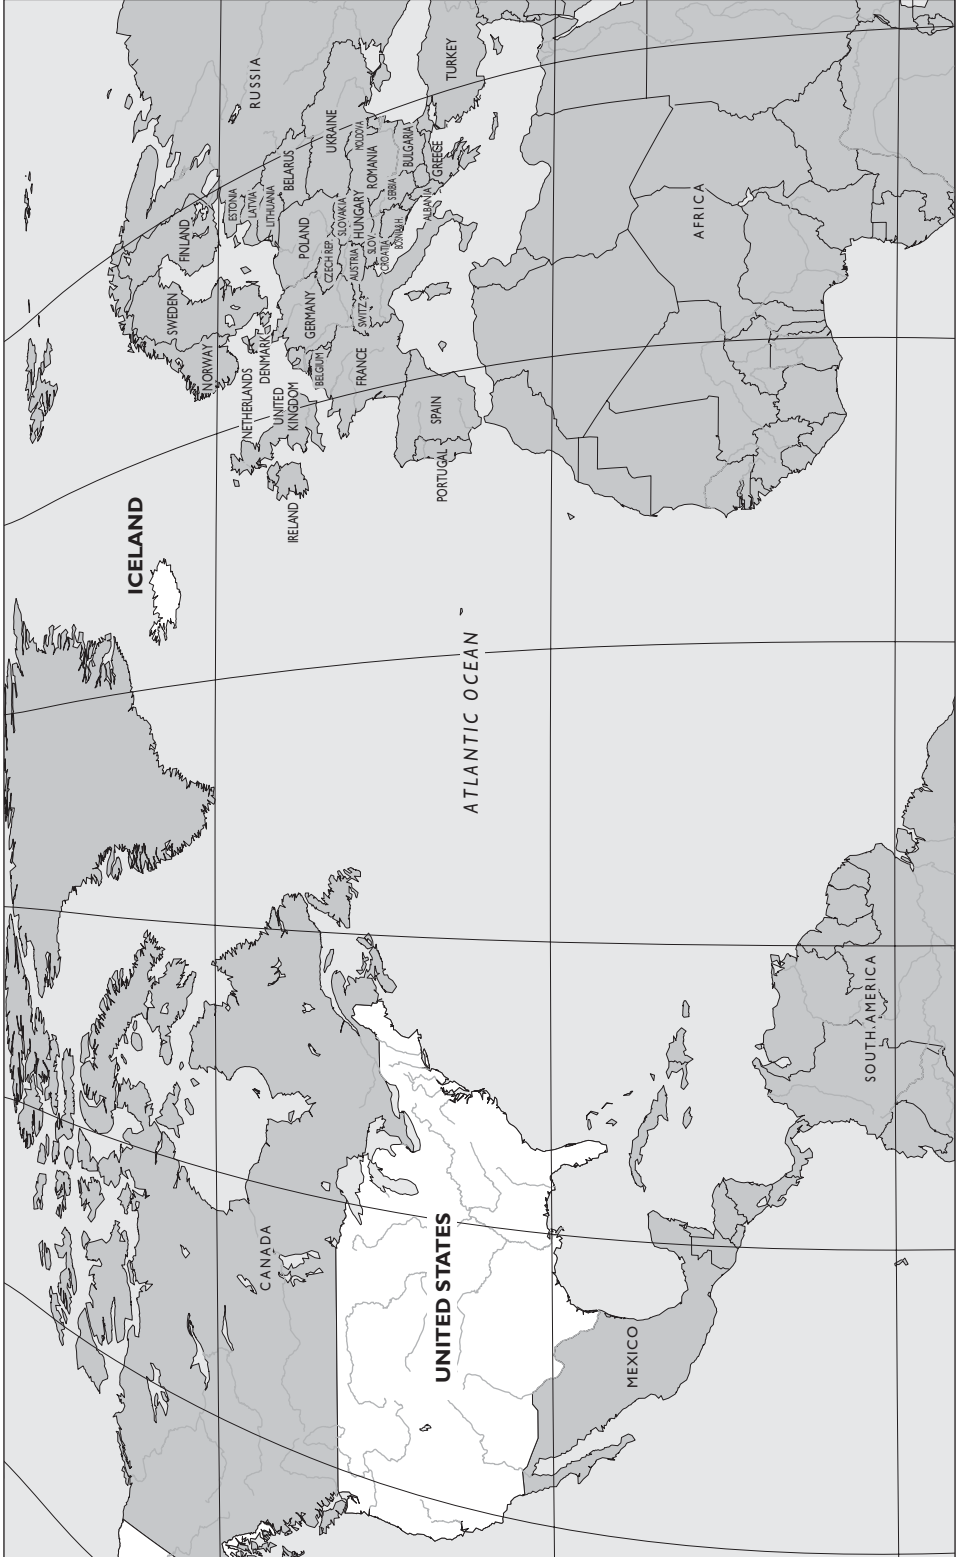 RUSSIA
FINLAND
SWEDEN
NORWAY
ESTONIA
LATVIA
LITHUANIA
BELARUS
UKRAINE
MOLDOVA
POLAND
CZECH REP.
SLOVAKIA
HUNGARY
ROMANIA
BULGARIA
TURKEY
GREECE
ALBANIA
SERBIA
BOSNIA H.
CROATIA
SLOV.
AUSTRIA
SWITZ.
GERMANY
DENMARK
NETHERLANDS
BELGIUM
FRANCE
UNITED
KINGDOM
IRELAND
SPAIN
PORTUGAL
ICELAND
AFRICA
ATLANTIC OCEAN
CANADA
UNITED STATES
MEXICO
SOUTH AMERICA